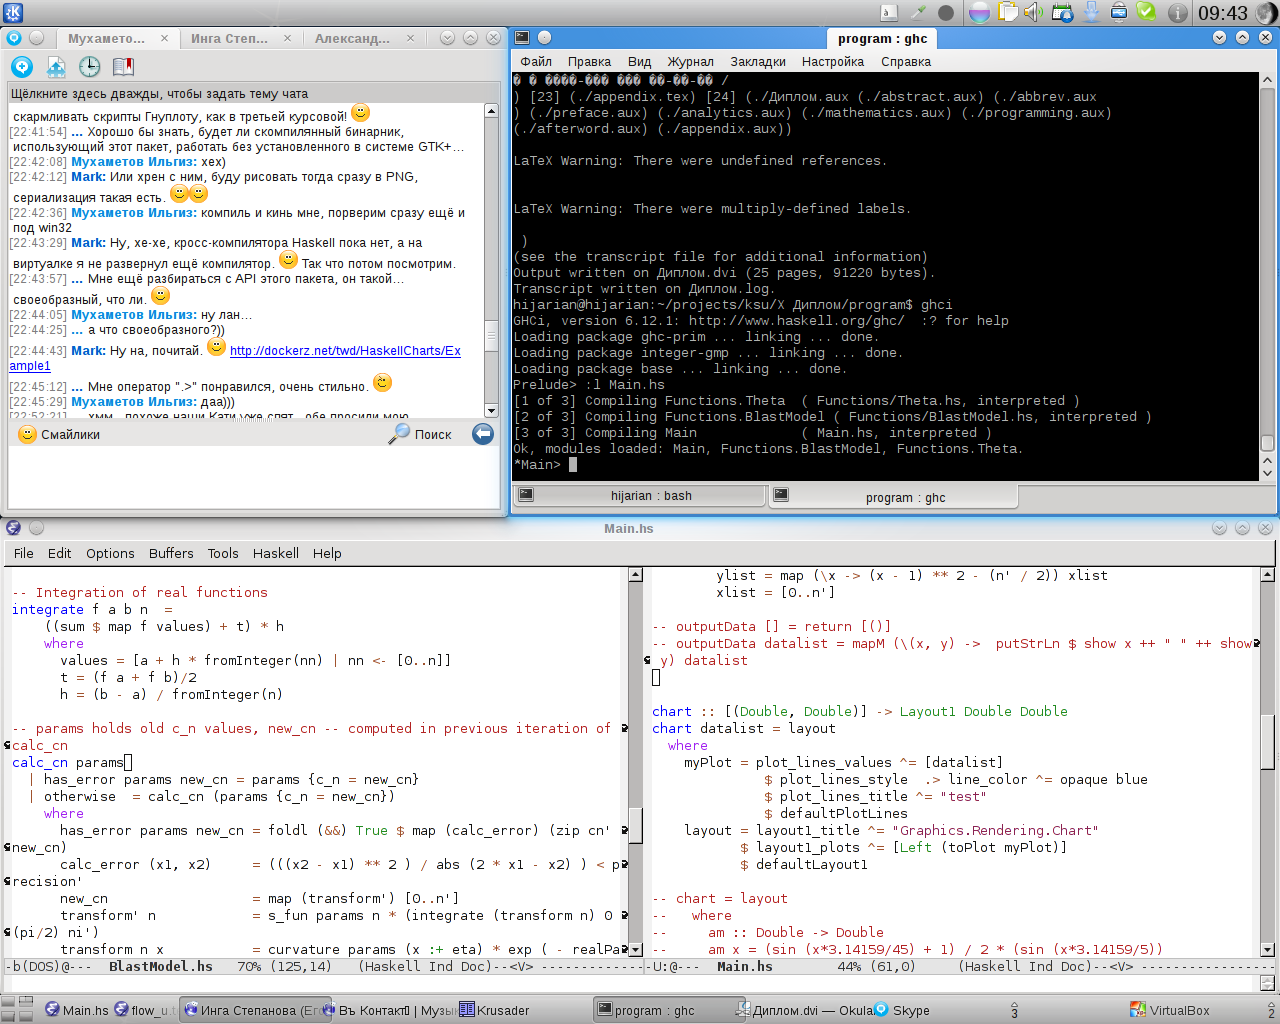 à
09:43
Мухамето...
Инга Степ...
Александ...
Щёлкните здесь дважды, чтобы задать тему чата
скармливать скрипты Гнуплоту, как в третьей курсовой!
[22:41:54] ... Хорошо бы знать, будет ли скомпилянный бинарник,
использующий этот пакет, работать без установленного в системе GTK+...
[22:42:08] Мухаметов Ильгиз: хех)
[22:42:12] Mark: Или хрен с ним, буду рисовать тогда сразу в PNG,
сериализация такая есть.
[22:42:36] Мухаметов Ильгиз: компиль и кинь мне, порверим сразу ещё и
под win32
[22:43:29] Mark: Ну, хе-хе, кросс-компилятора Haskell пока нет, а на
виртуалке я не развернул ещё компилятор. Так что потом посмотрим.
[22:43:57] ... Мне ещё разбираться с API этого пакета, он такой...
своеобразный, что ли.
[22:44:05] Мухаметов Ильгиз: ну лан...
[22:44:25] ... а что своеобразного?))
[22:44:43] Mark: Ну на, почитай. http://dockerz.net/twd/HaskellCharts/Ex
ample1
[22:45:12] ... Мне оператор ".>" понравился, очень стильно.
[22:45:29] Мухаметов Ильгиз: даа)))
[22:52:21] ... хмм.. похоже наши Кати уже спят.. обе просили мою
Смайлики
Поиск
program : ghc
Файл Правка Вид Журнал Закладки Настройка Справка
� � ����-��� ��� ��-��-�� /
) [23] (./appendix.tex) [24] (./Диплом.aux (./abstract.aux) (./abbrev.aux
) (./preface.aux) (./analytics.aux) (./mathematics.aux) (./programming.aux)
(./afterword.aux) (./appendix.aux))
LaTeX Warning: There were undefined references.
LaTeX Warning: There were multiply-defined labels.
)
(see the transcript file for additional information)
Output written on Диплом.dvi (25 pages, 91220 bytes).
Transcript written on Диплом.log.
hijarian@hijarian:~/projects/ksu/X Диплом/program$ ghci
GHCi, version 6.12.1: http://www.haskell.org/ghc/  :? for help
Loading package ghc-prim ... linking ... done.
Loading package integer-gmp ... linking ... done.
Loading package base ... linking ... done.
Prelude> :l Main.hs
[1 of 3] Compiling Functions.Theta  ( Functions/Theta.hs, interpreted )
[2 of 3] Compiling Functions.BlastModel ( Functions/BlastModel.hs, interpreted )
[3 of 3] Compiling Main             ( Main.hs, interpreted )
Ok, modules loaded: Main, Functions.BlastModel, Functions.Theta.
*Main>
hijarian : bash
program : ghc
Main.hs
File Edit Options Buffers Tools Haskell Help
-- Integration of real functions
integrate f a b n  =
((sum $ map f values) + t) * h
where
values = [a + h * fromInteger(nn) | nn <- [0..n]]
t = (f a + f b)/2
h = (b - a) / fromInteger(n)
-- params holds old c_n values, new_cn -- computed in previous iteration of
calc_cn
calc_cn params
| has_error params new_cn = params {c_n = new_cn}
| otherwise  = calc_cn (params {c_n = new_cn})
where
has_error params new_cn = foldl (&&) True $ map (calc_error) (zip cn'
new_cn)
calc_error (x1, x2)     = (((x2 - x1) ** 2 ) / abs (2 * x1 - x2) ) < p
recision'
new_cn                  = map (transform') [0..n']
transform' n            = s_fun params n * (integrate (transform n) 0
(pi/2) ni')
transform n x           = curvature params (x :+ eta) * exp ( - realPa
-b(DOS)@---  BlastModel.hs   70% (125,14)   (Haskell Ind Doc)--<V> -------------
ylist = map (\x -> (x - 1) ** 2 - (n' / 2)) xlist
xlist = [0..n']
-- outputData [] = return [()]
-- outputData datalist = mapM (\(x, y) ->  putStrLn $ show x ++ " " ++ show
y) datalist
chart :: [(Double, Double)] -> Layout1 Double Double
chart datalist = layout
where
myPlot = plot_lines_values ^= [datalist]
$ plot_lines_style  .> line_color ^= opaque blue
$ plot_lines_title ^= "test"
$ defaultPlotLines
layout = layout1_title ^= "Graphics.Rendering.Chart"
$ layout1_plots ^= [Left (toPlot myPlot)]
$ defaultLayout1
-- chart = layout
--   where
--     am :: Double -> Double
--     am x = (sin (x*3.14159/45) + 1) / 2 * (sin (x*3.14159/5))
-U:@---  Main.hs        44% (61,0)     (Haskell Ind Doc)--<V> ------------------
Main.hs
flow_u.t
Инга Степанова (Его
Въ Контакт | Музык
Krusader
program : ghc
Диплом.dvi — Okula
Skype
3
VirtualBox
2